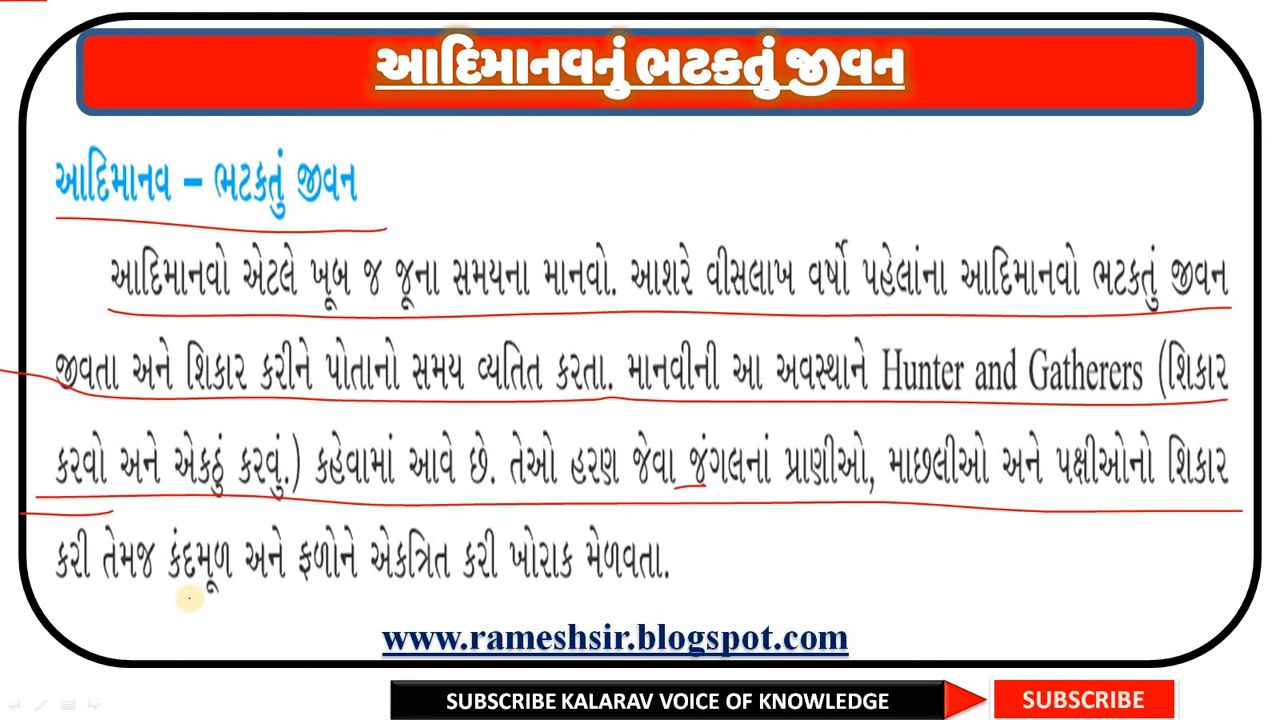 આદિમાનવનું ભટકતું જીવન
આદિમાનવ – ભટકતું જીવન
આદિમાનવો એટલે ખૂબ જ જૂના સમયના માનવો. આશરે વીસલાખ વર્ષો પહેલાંના આદિમાનવો ભટકતું જીવન
જીવતા અને શિકાર કરીને પોતાનો સમય વ્યતિત કરતા. માનવીની આ અવસ્થાને Hunter and Gatherers (શિકાર
કરવો અને એકઠું કરવું.) કહેવામાં આવે છે. તેઓ હરણ જેવા જંગલનાં પ્રાણીઓ, માછલીઓ અને પક્ષીઓનો શિકાર
કરી તેમજ કંદમૂળ અને ફળોને એકત્રિત કરી ખોરાક મેળવતા.
www.rameshsir.blogspot.com
SUBSCRIBE KALARAV VOICE OF KNOWLEDGE SUBSCRIBE